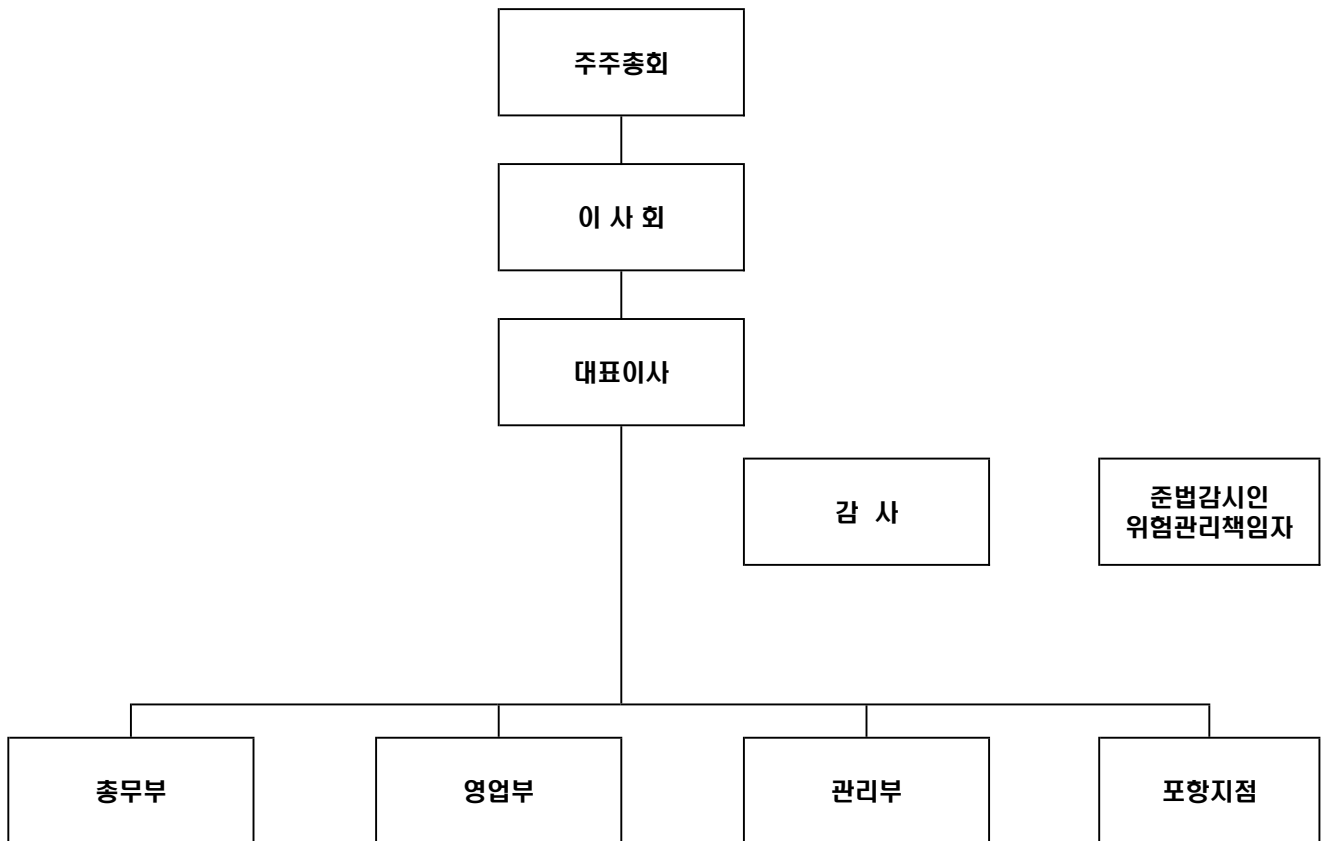 주주총회
이 사 회
대표이사
감 사
준법감시인
위험관리책임자
총무부
영업부
관리부
포항지점